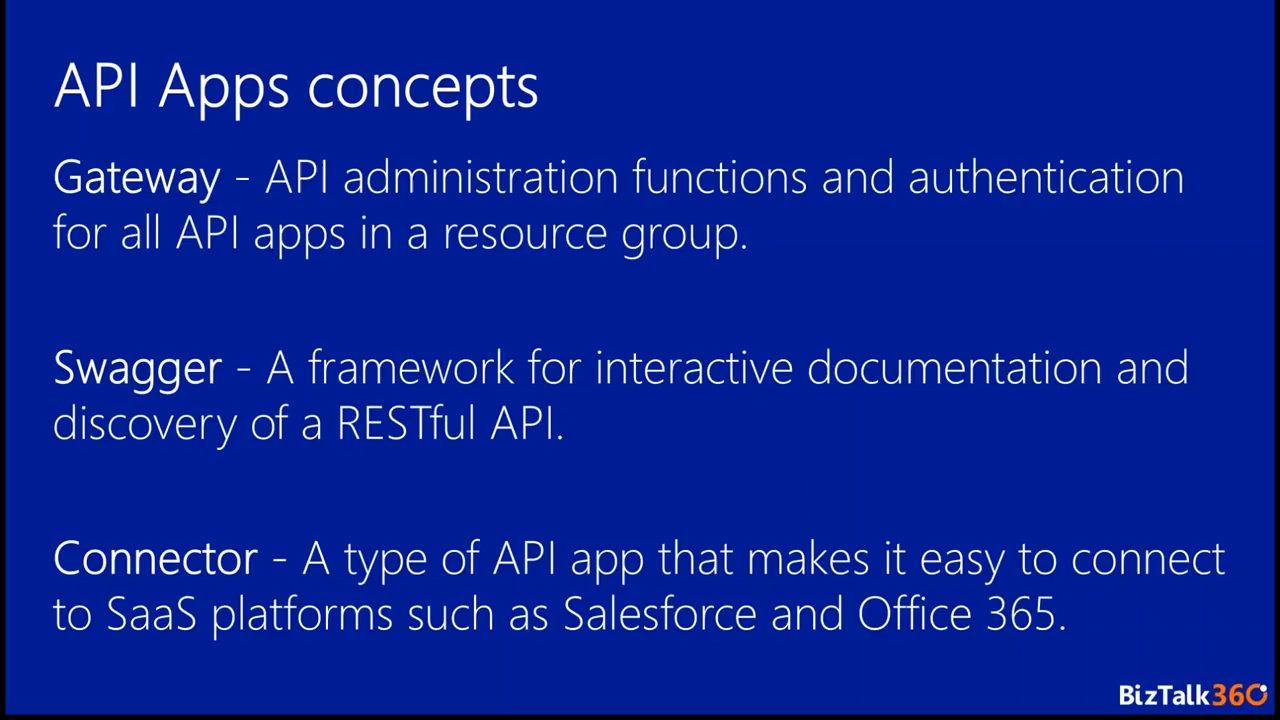 API Apps concepts
Gateway - API administration functions and authentication
for all API apps in a resource group.
Swagger - A framework for interactive documentation and
discovery of a RESTful API.
Connector - A type of API app that makes it easy to connect
to SaaS platforms such as Salesforce and Office 365.
BizTalk360